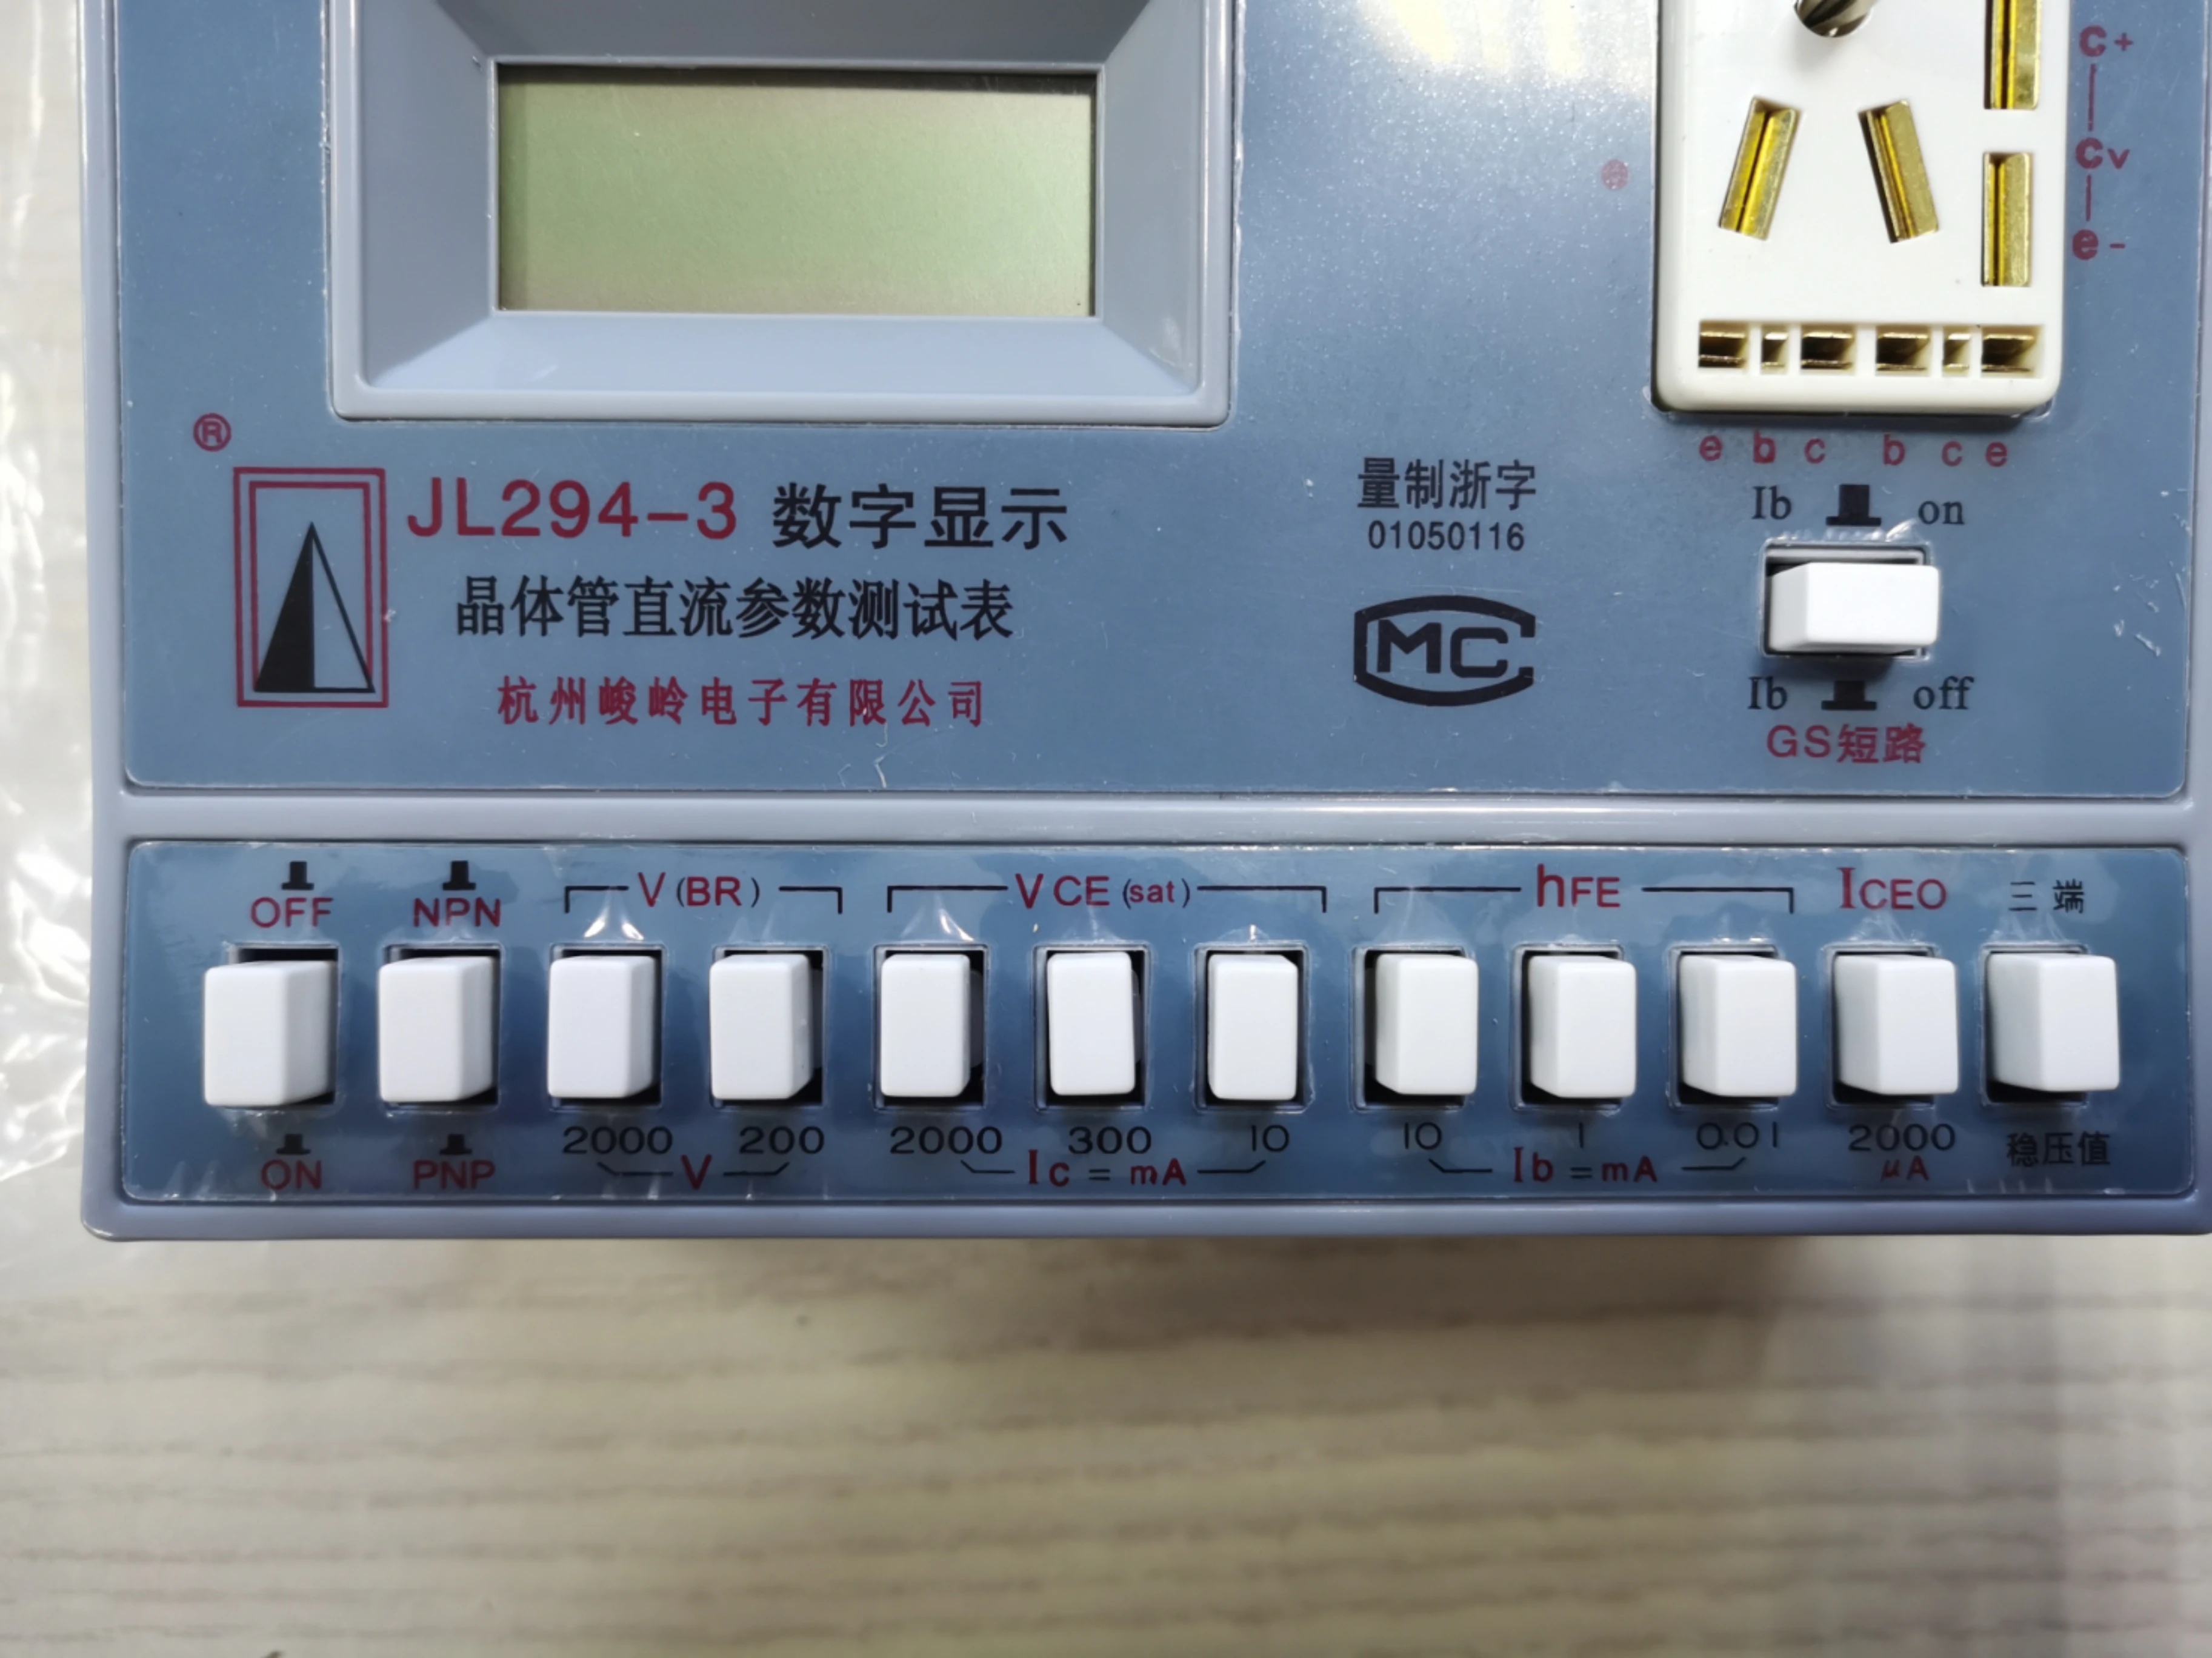 C+
Cv
e-
®
e b c b c e
JL294-3 数字显示
晶体管直流参数测试表
杭州峻岭电子有限公司
量制浙字
01050116
MC
Ib on
Ib off
GS短路
OFF NPN V(BR) VCE(sat) hFE ICEO 三端
2000 200 2000 300 10 10 1 0.01 2000 稳压值
ON PNP V Ic=mA Ib=mA μA